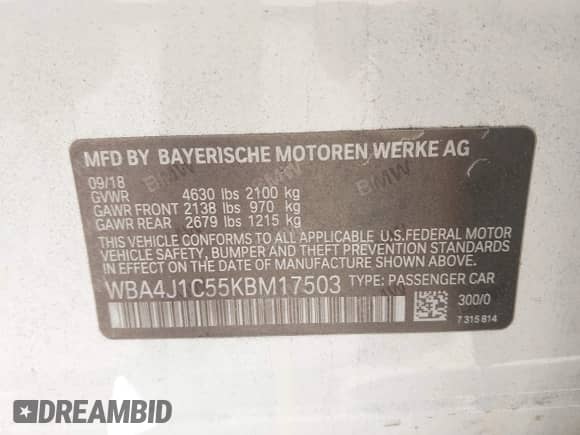 MFD BY BAYERISCHE MOTOREN WERKE AG
09/18
GVWR 4630 lbs 2100 kg
GAWR FRONT 2138 lbs 970 kg
GAWR REAR 2679 lbs 1215 kg
THIS VEHICLE CONFORMS TO ALL APPLICABLE U.S.FEDERAL MOTOR
VEHICLE SAFETY, BUMPER AND THEFT PREVENTION STANDARDS
IN EFFECT ON THE DATE OF MANUFACTURE SHOWN ABOVE.
WBA4J1C55KBM17503 TYPE: PASSENGER CAR
300/0
7 315 814
DREAMBID